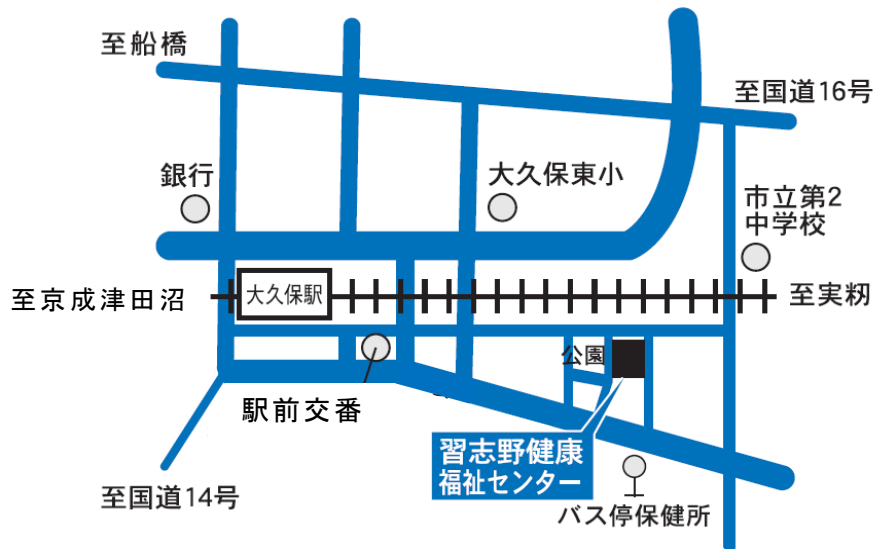 至船橋
至国道16号
銀行
大久保東小
市立第2
中学校
至京成津田沼
大久保駅
至実籾
公園
駅前交番
習志野健康
福祉センター
至国道14号
バス停保健所